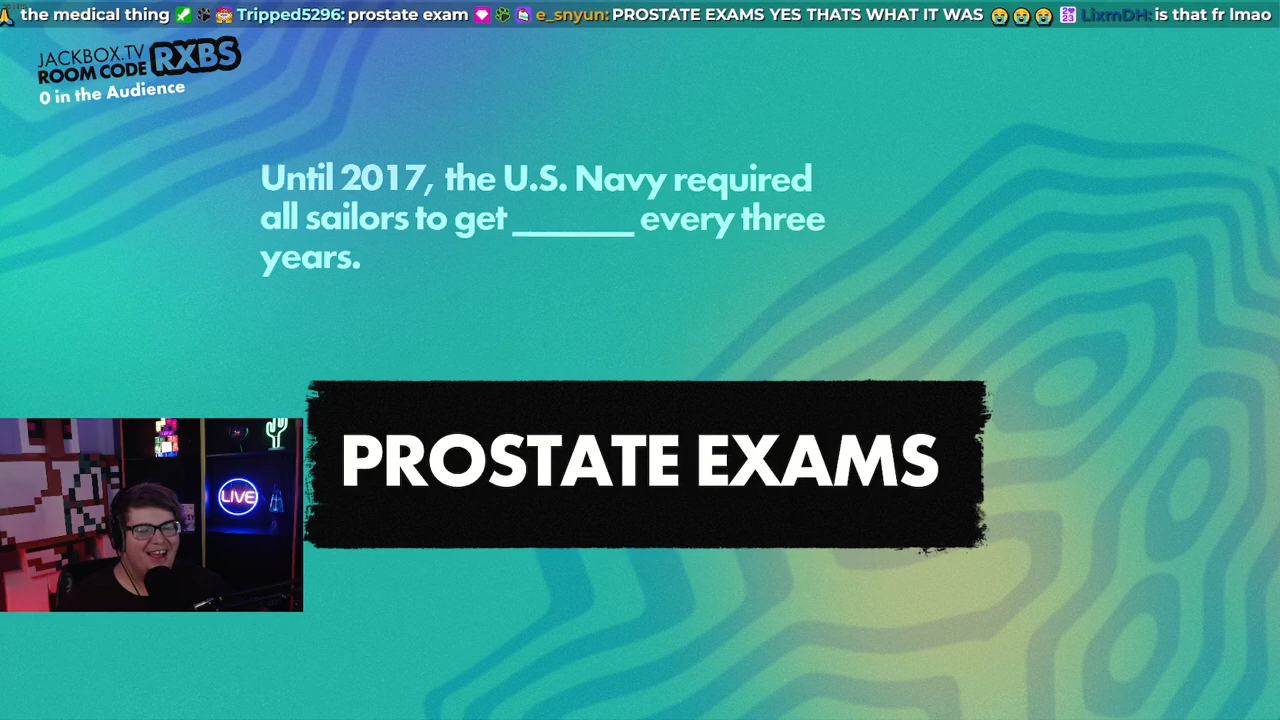 the medical thing Tripped5296: prostate exam e_snyun: PROSTATE EXAMS YES THATS WHAT IT WAS LixmDH: is that fr lmao
JACKBOX.TV
ROOM CODE RXBS
0 in the Audience
Until 2017, the U.S. Navy required
all sailors to get ________ every three
years.
PROSTATE EXAMS
LIVE